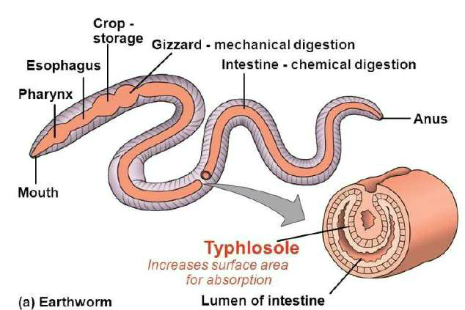 Crop -
storage
Gizzard - mechanical digestion
Esophagus
Intestine - chemical digestion
Pharynx
Anus
Mouth
Typhlosole
Increases surface area
for absorption
(a) Earthworm
Lumen of intestine